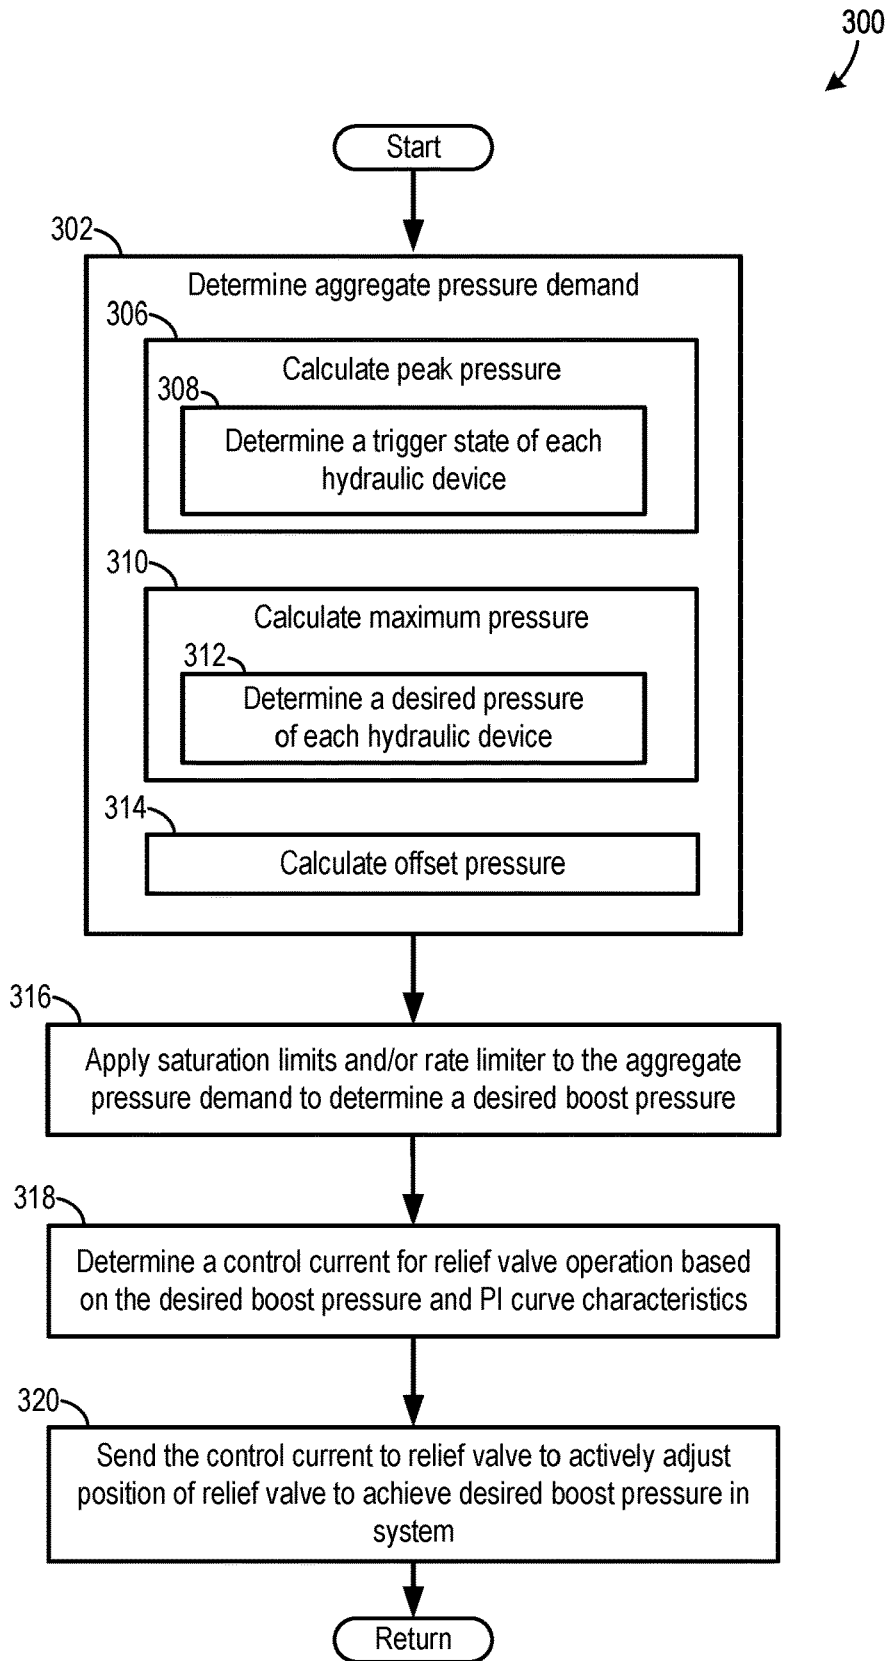 300
Start
302
Determine aggregate pressure demand
306
Calculate peak pressure
308
Determine a trigger state of each
hydraulic device
310
Calculate maximum pressure
312
Determine a desired pressure
of each hydraulic device
314
Calculate offset pressure
316
Apply saturation limits and/or rate limiter to the aggregate
pressure demand to determine a desired boost pressure
318
Determine a control current for relief valve operation based
on the desired boost pressure and PI curve characteristics
320
Send the control current to relief valve to actively adjust
position of relief valve to achieve desired boost pressure in
system
Return